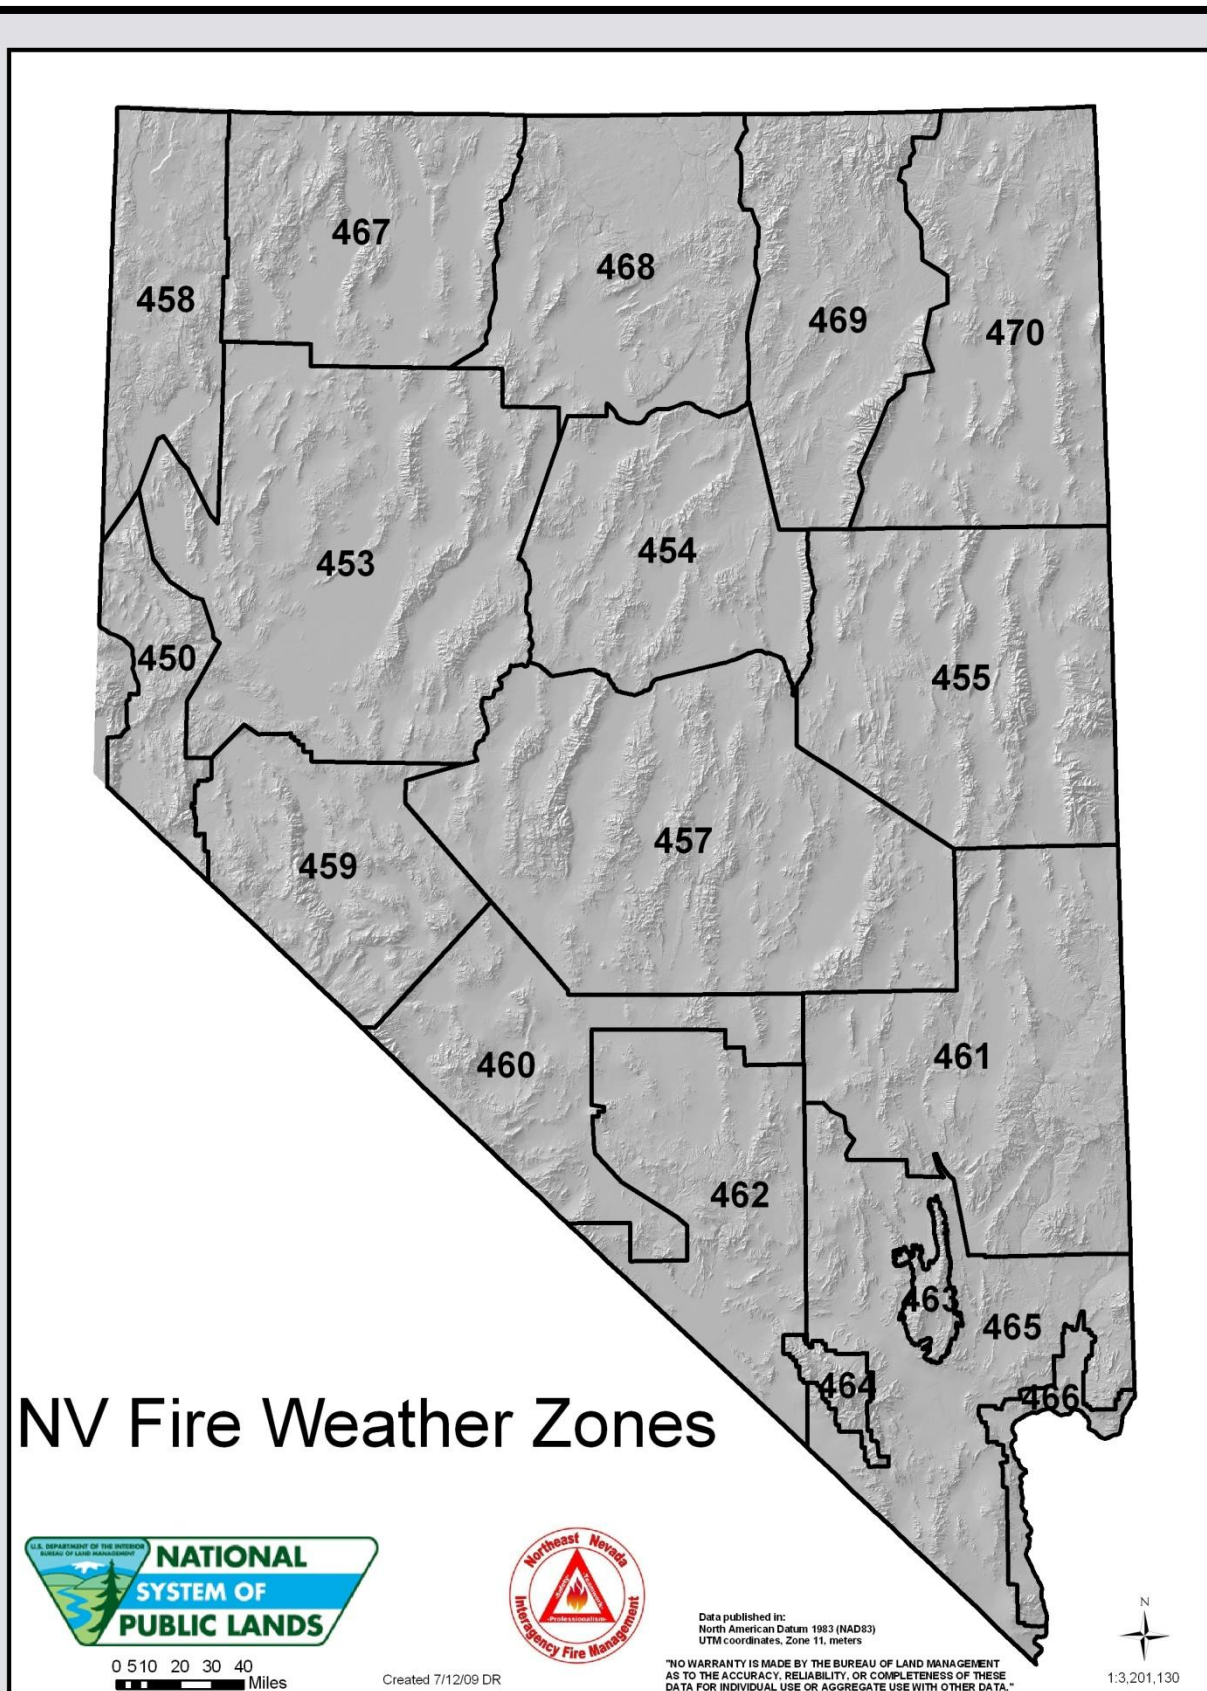 467
468
458
469
470
454
453
450
455
457
459
461
460
462
463
465
464
466
NV Fire Weather Zones
U.S. DEPARTMENT OF THE INTERIOR
BUREAU OF LAND MANAGEMENT
NATIONAL
SYSTEM OF
PUBLIC LANDS
0 5 10 20 30 40
Miles
Northeast Nevada
Interagency Fire Management
-Safety-
-Teamwork-
-Professionalism-
Created 7/12/09 DR
Data published in:
North American Datum 1983 (NAD83)
UTM coordinates, Zone 11, meters
"NO WARRANTY IS MADE BY THE BUREAU OF LAND MANAGEMENT
AS TO THE ACCURACY, RELIABILITY, OR COMPLETENESS OF THESE
DATA FOR INDIVIDUAL USE OR AGGREGATE USE WITH OTHER DATA."
N
1:3,201,130